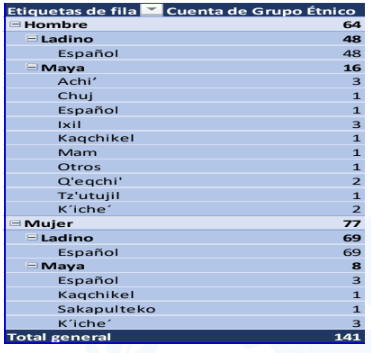 Etiquetas de fila Cuenta de Grupo Étnico
Hombre 64
Ladino 48
Español 48
Maya 16
Achi´ 3
Chuj 1
Español 1
Ixil 3
Kaqchikel 1
Mam 1
Otros 1
Q'eqchi' 2
Tz'utujil 1
K´iche´ 2
Mujer 77
Ladino 69
Español 69
Maya 8
Español 3
Kaqchikel 1
Sakapulteko 1
K´iche´ 3
Total general 141